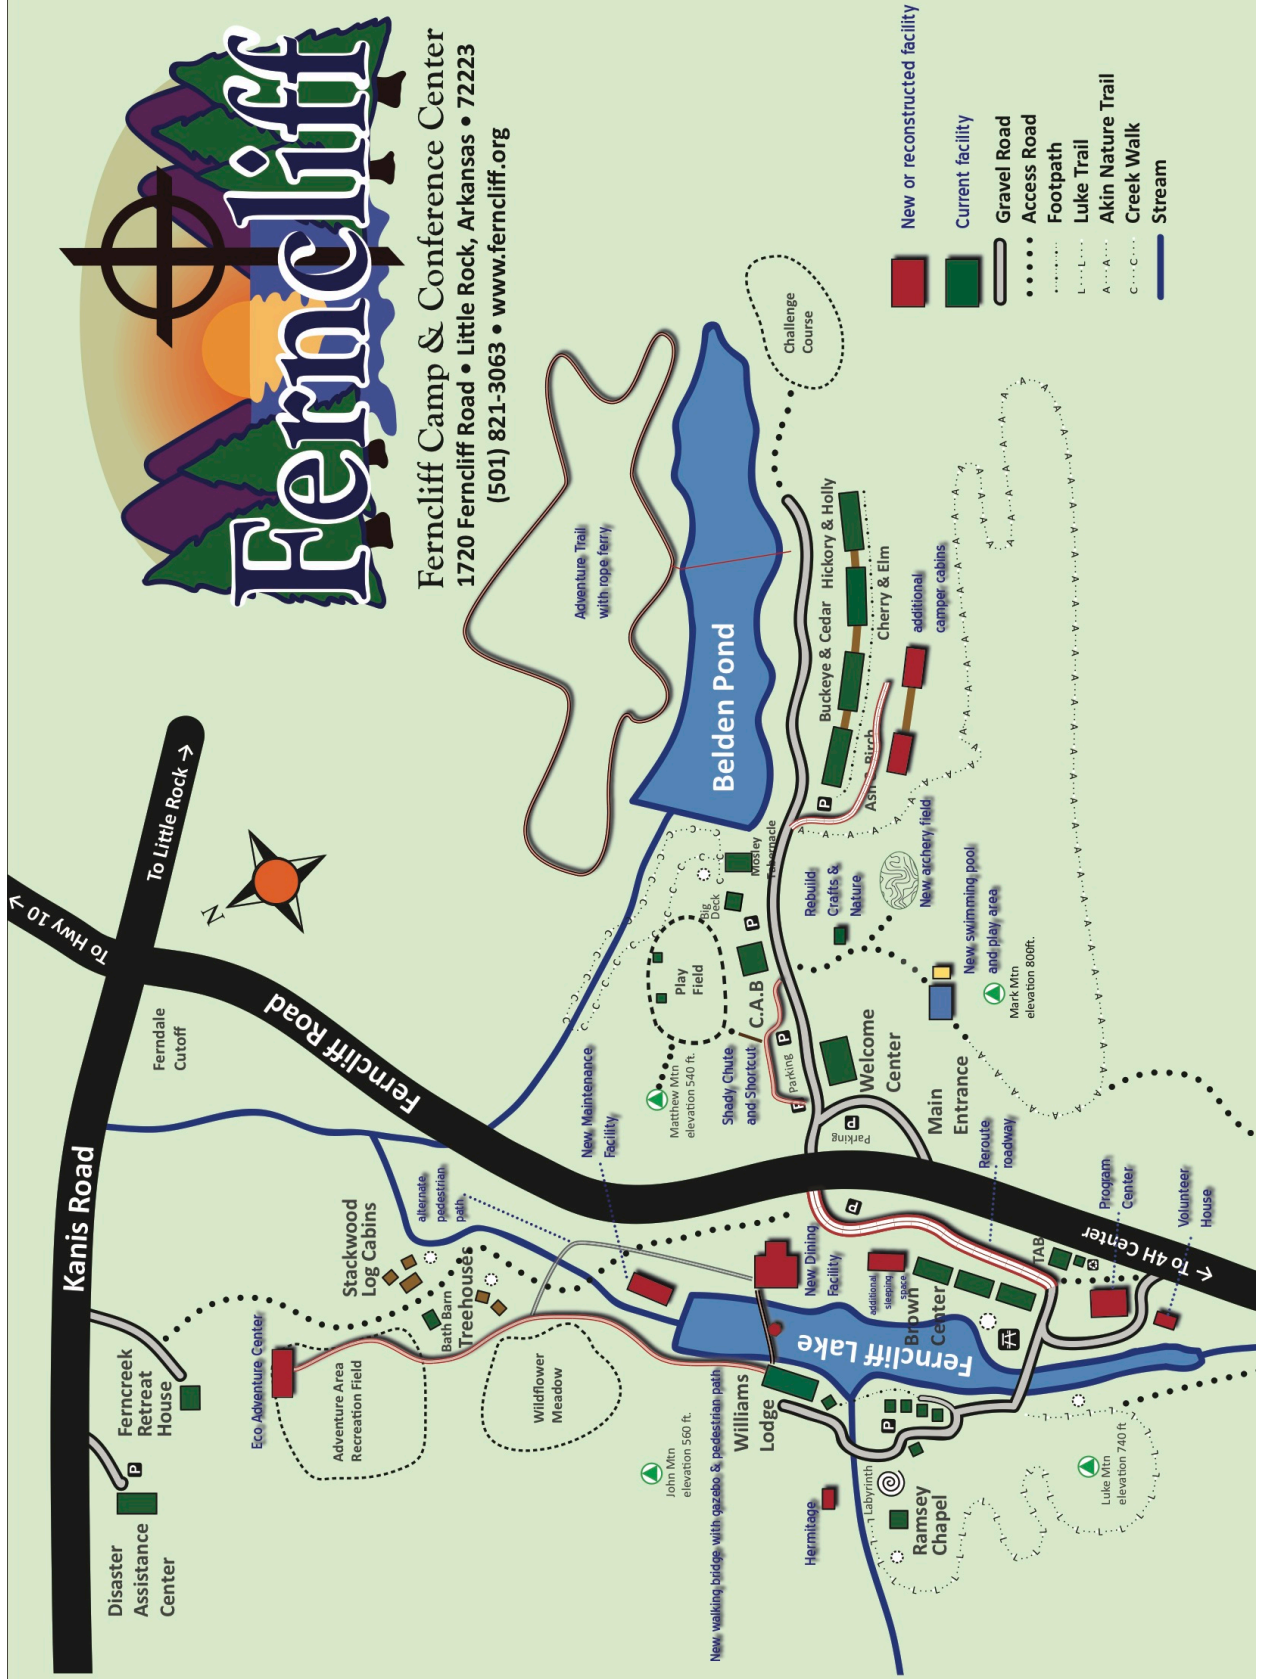 Ferncliff
Ferncliff Camp & Conference Center
1720 Ferncliff Road • Little Rock, Arkansas • 72223
(501) 821-3063 • www.ferncliff.org
Kanis Road
To Hwy 10 →
To Little Rock →
N
Ferndale
Cutoff
Ferncliff Road
Disaster
Assistance
Center
P
Ferncreek
Retreat
House
Eco Adventure Center
Adventure Area
Recreation Field
Stackwood
Log Cabins
Bath Barn
Treehouses
alternate
pedestrian
path
Wildflower
Meadow
New Maintenance
Facility
John Mtn
elevation 560 ft.
Matthew Mtn
elevation 540 ft.
Play
Field
Big
Deck
Mosley
Tabernacle
Adventure Trail
with rope ferry
Belden Pond
Challenge
Course
New walking bridge with gazebo & pedestrian path
Williams
Lodge
New Dining
Facility
Ferncliff Lake
Shady Chute
and Shortcut
C.A.B
P
P
P
Parking
P
Parking
P
Rebuild
Crafts &
Nature
Buckeye & Cedar
Hickory & Holly
P
Ash & Birch
Cherry & Elm
additional
camper cabins
New archery field
New swimming pool
and play area
Mark Mtn
elevation 800ft.
Welcome
Center
Main
Entrance
additional
sleeping
space
Brown
Center
Hermitage
Labyrinth
P
Ramsey
Chapel
Reroute
roadway
TAB
Program
Center
Volunteer
House
← To 4H Center
Luke Mtn
elevation 740 ft
New or reconstructed facility
Current facility
Gravel Road
Access Road
Footpath
L L Luke Trail
A A Akin Nature Trail
C C Creek Walk
Stream